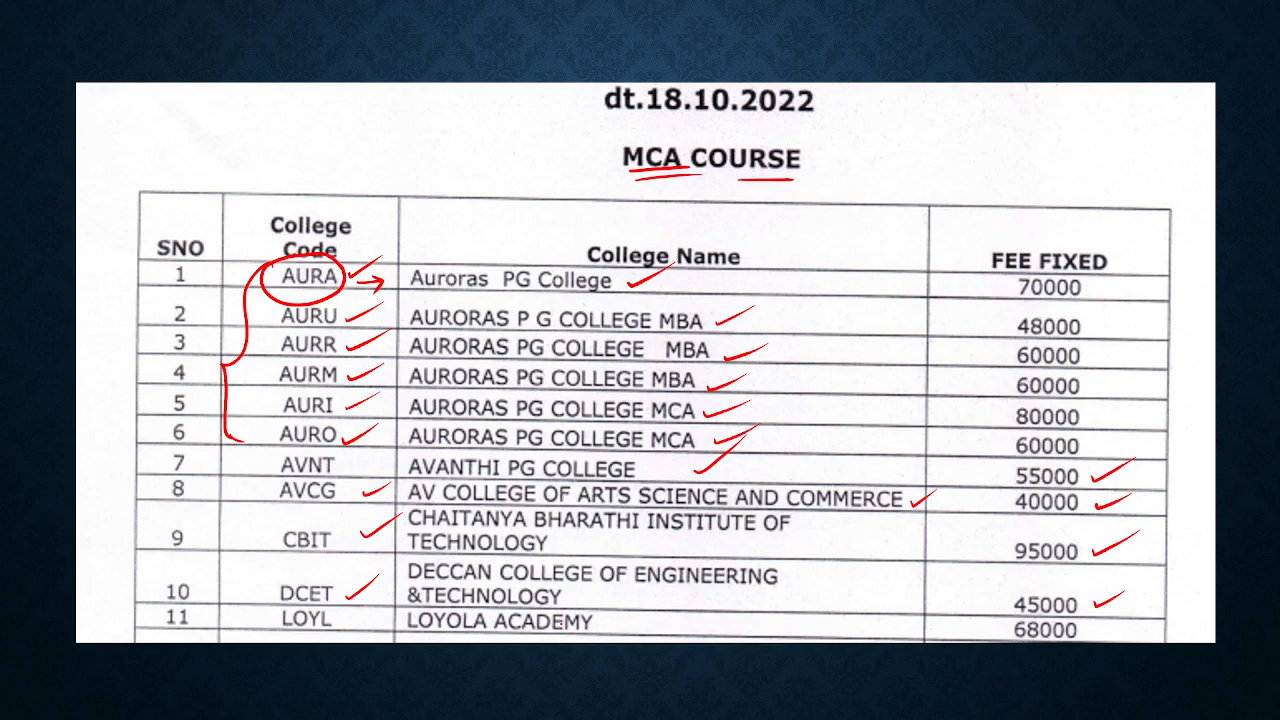 dt.18.10.2022
MCA COURSE
SNO College Code College Name FEE FIXED
1 AURA Auroras PG College 70000
2 AURU AURORAS P G COLLEGE MBA 48000
3 AURR AURORAS PG COLLEGE MBA 60000
4 AURM AURORAS PG COLLEGE MBA 60000
5 AURI AURORAS PG COLLEGE MCA 80000
6 AURO AURORAS PG COLLEGE MCA 60000
7 AVNT AVANTHI PG COLLEGE 55000
8 AVCG AV COLLEGE OF ARTS SCIENCE AND COMMERCE 40000
9 CBIT CHAITANYA BHARATHI INSTITUTE OF
TECHNOLOGY 95000
10 DCET DECCAN COLLEGE OF ENGINEERING
&TECHNOLOGY 45000
11 LOYL LOYOLA ACADEMY 68000